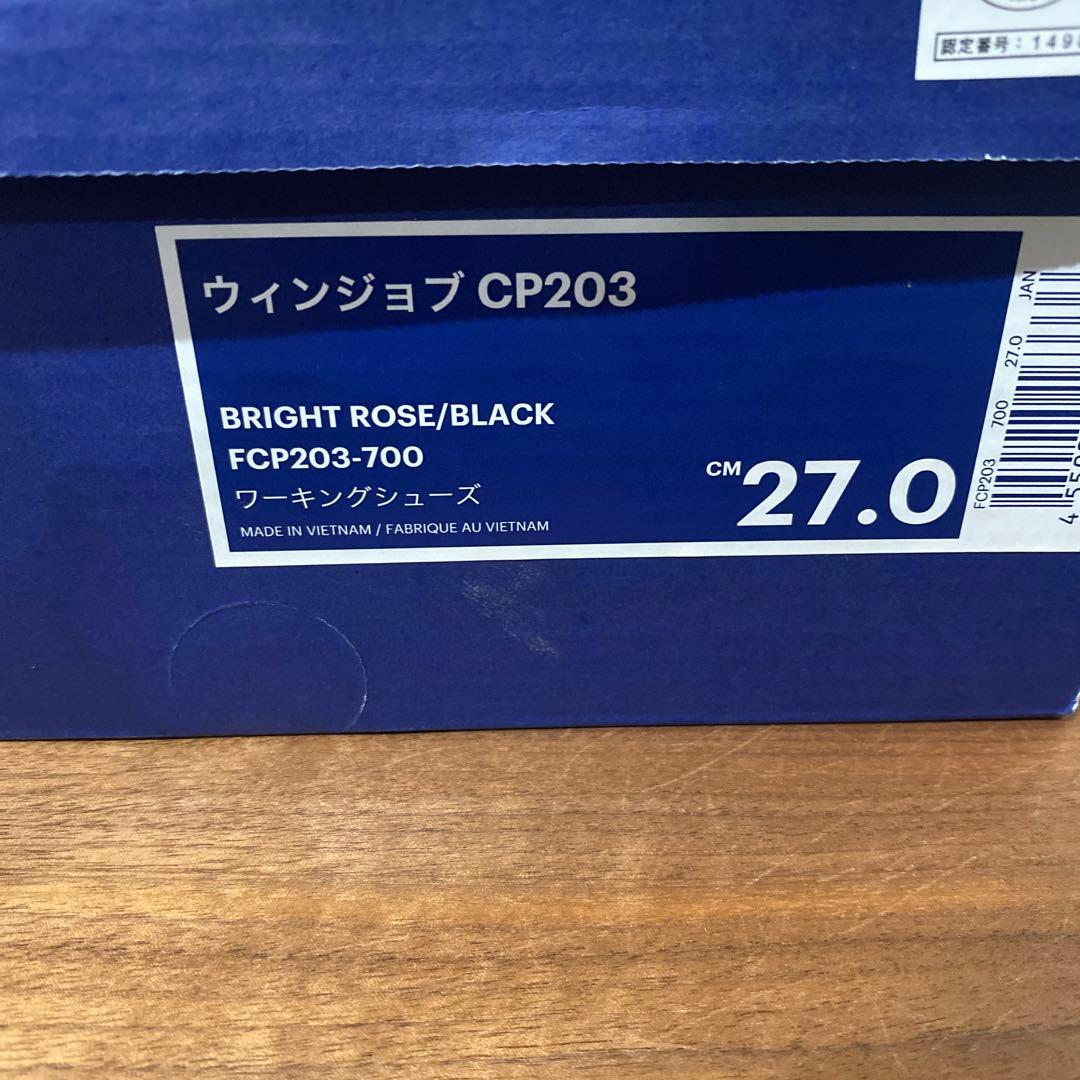 認定番号：149
ウィンジョブ CP203
BRIGHT ROSE/BLACK
FCP203-700
ワーキングシューズ
MADE IN VIETNAM / FABRIQUE AU VIETNAM
CM 27.0
FCP203 700 27.0 JAN